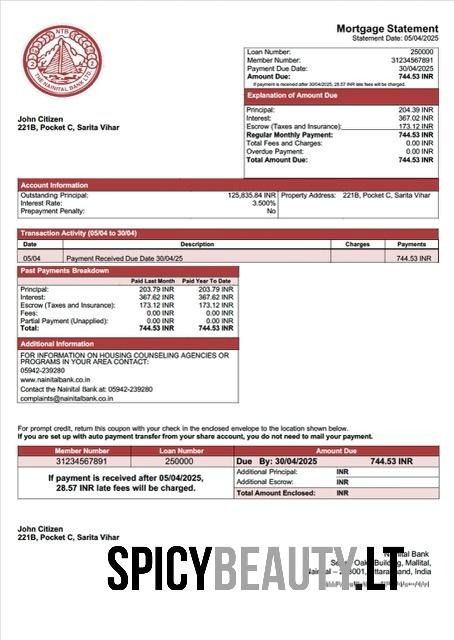 NTB
THE NAINITAL BANK LTD
Mortgage Statement
Statement Date: 05/04/2025
Loan Number: 250000
Member Number: 31234567891
Payment Due Date: 30/04/2025
Amount Due: 744.53 INR
If payment is received after 30/04/2025, 28.57 INR late fees will be charged.
John Citizen
221B, Pocket C, Sarita Vihar
Explanation of Amount Due
Principal: 204.39 INR
Interest: 367.02 INR
Escrow (Taxes and Insurance): 173.12 INR
Regular Monthly Payment: 744.53 INR
Total Fees and Charges: 0.00 INR
Overdue Payment: 0.00 INR
Total Amount Due: 744.53 INR
Account Information
Outstanding Principal: 125,835.84 INR Property Address: 221B, Pocket C, Sarita Vihar
Interest Rate: 3.500%
Prepayment Penalty: No
Transaction Activity (05/04 to 30/04)
Date Description Charges Payments
05/04 Payment Received Due Date 30/04/25 744.53 INR
Past Payments Breakdown
Paid Last Month Paid Year To Date
Principal: 203.79 INR 203.79 INR
Interest: 367.62 INR 367.62 INR
Escrow (Taxes and Insurance): 173.12 INR 173.12 INR
Fees: 0.00 INR 0.00 INR
Partial Payment (Unapplied): 0.00 INR 0.00 INR
Total: 744.53 INR 744.53 INR
Additional Information
FOR INFORMATION ON HOUSING COUNSELING AGENCIES OR
PROGRAMS IN YOUR AREA CONTACT:
05942-239280
www.nainitalbank.co.in
Contact the Nainital Bank at: 05942-239280
complaints@nainitalbank.co.in
For prompt credit, return this coupon with your check in the enclosed envelope to the location shown below.
If you are set up with auto payment transfer from your share account, you do not need to mail your payment.
Member Number Loan Number Amount Due
31234567891 250000 Due By: 30/04/2025 744.53 INR
If payment is received after 05/04/2025,
28.57 INR late fees will be charged.
Additional Principal: INR
Additional Escrow: INR
Total Amount Enclosed: INR
John Citizen
221B, Pocket C, Sarita Vihar
Bank
Building, Mallital,
India
SPICYBEAUTY.LT